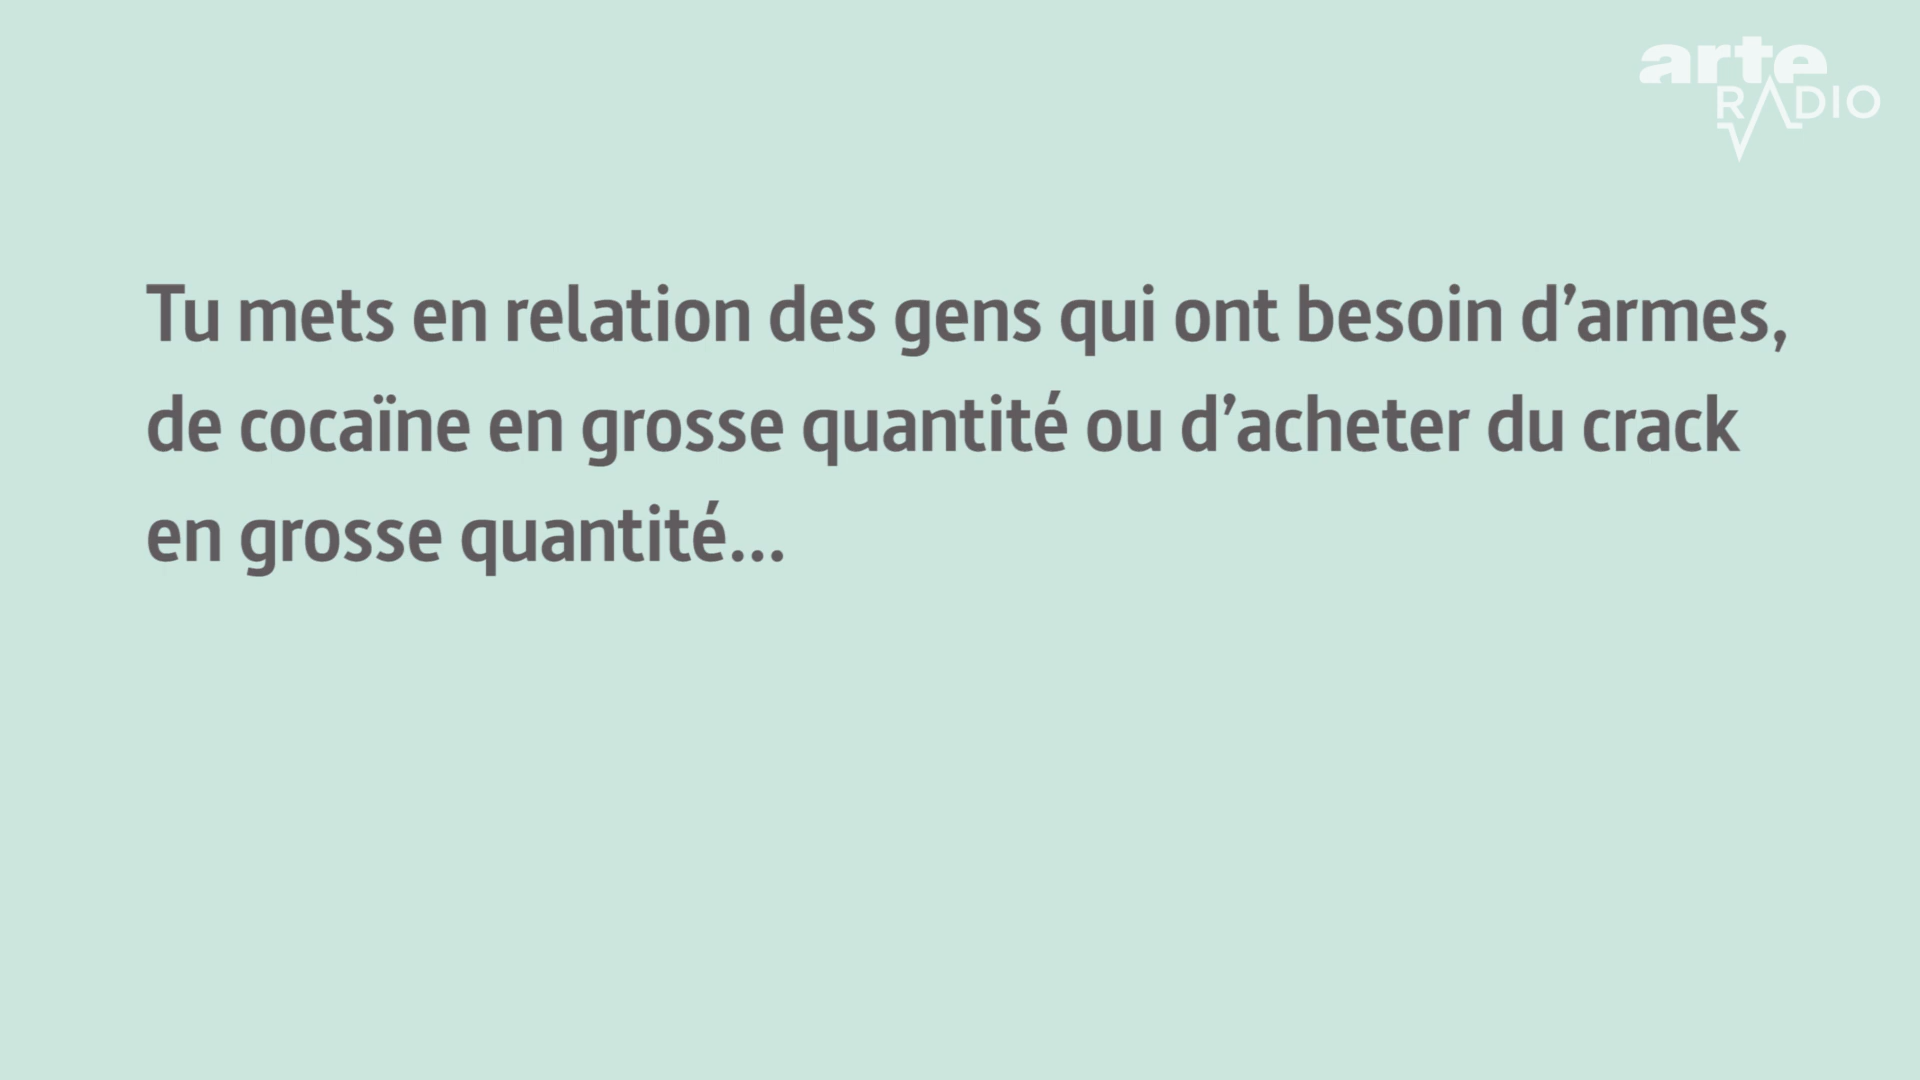 arte
RADIO
Tu mets en relation des gens qui ont besoin d’armes,
de cocaïne en grosse quantité ou d’acheter du crack
en grosse quantité...